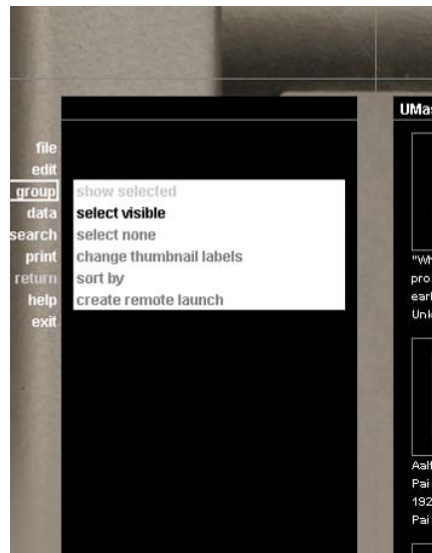 UMas
file
edit
group
data
search
print
return
help
exit
show selected
select visible
select none
change thumbnail labels
sort by
create remote launch
"Wh
pro
earl
Unk
Aalt
Pai
192
Pai